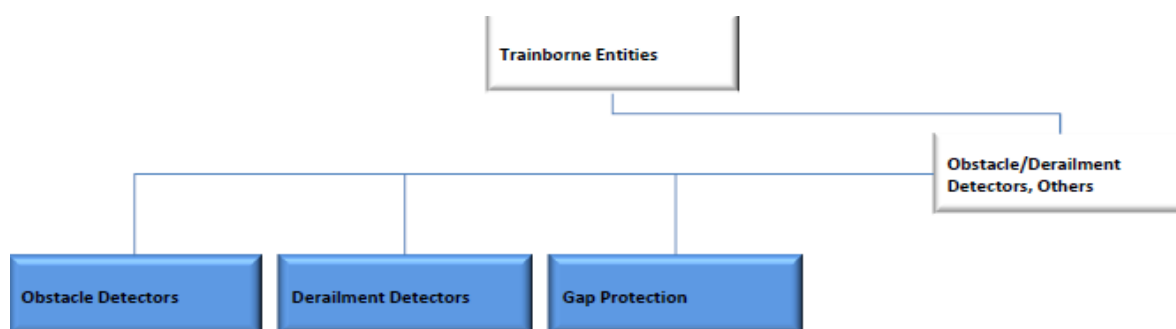 Trainborne Entities
Obstacle/Derailment
Detectors, Others
Obstacle Detectors
Derailment Detectors
Gap Protection